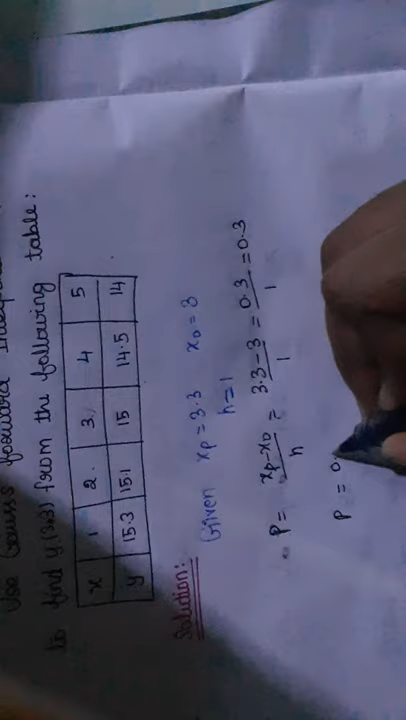 Use Gauss's forward
to find y(3.3) from the following table:
x 1 2. 3. 4 5
y 15.3 15.1 15 14.5 14
Solution:
Given xp = 3.3 x0 = 3
h = 1
P = xp-x0 / h = 3.3-3 / 1 = 0.3 / 1 = 0.3
P = 0.